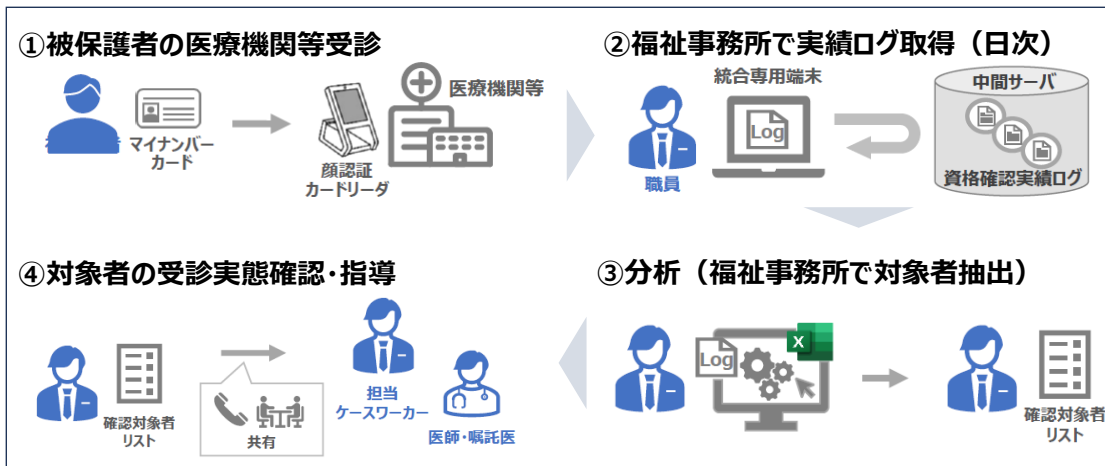 ①被保護者の医療機関等受診
マイナンバー
カード
顔認証
カードリーダ
医療機関等
②福祉事務所で実績ログ取得（日次）
職員
統合専用端末
Log
中間サーバ
資格確認実績ログ
③分析（福祉事務所で対象者抽出）
Log
X
確認対象者
リスト
④対象者の受診実態確認・指導
確認対象者
リスト
共有
担当
ケースワーカー
医師・嘱託医